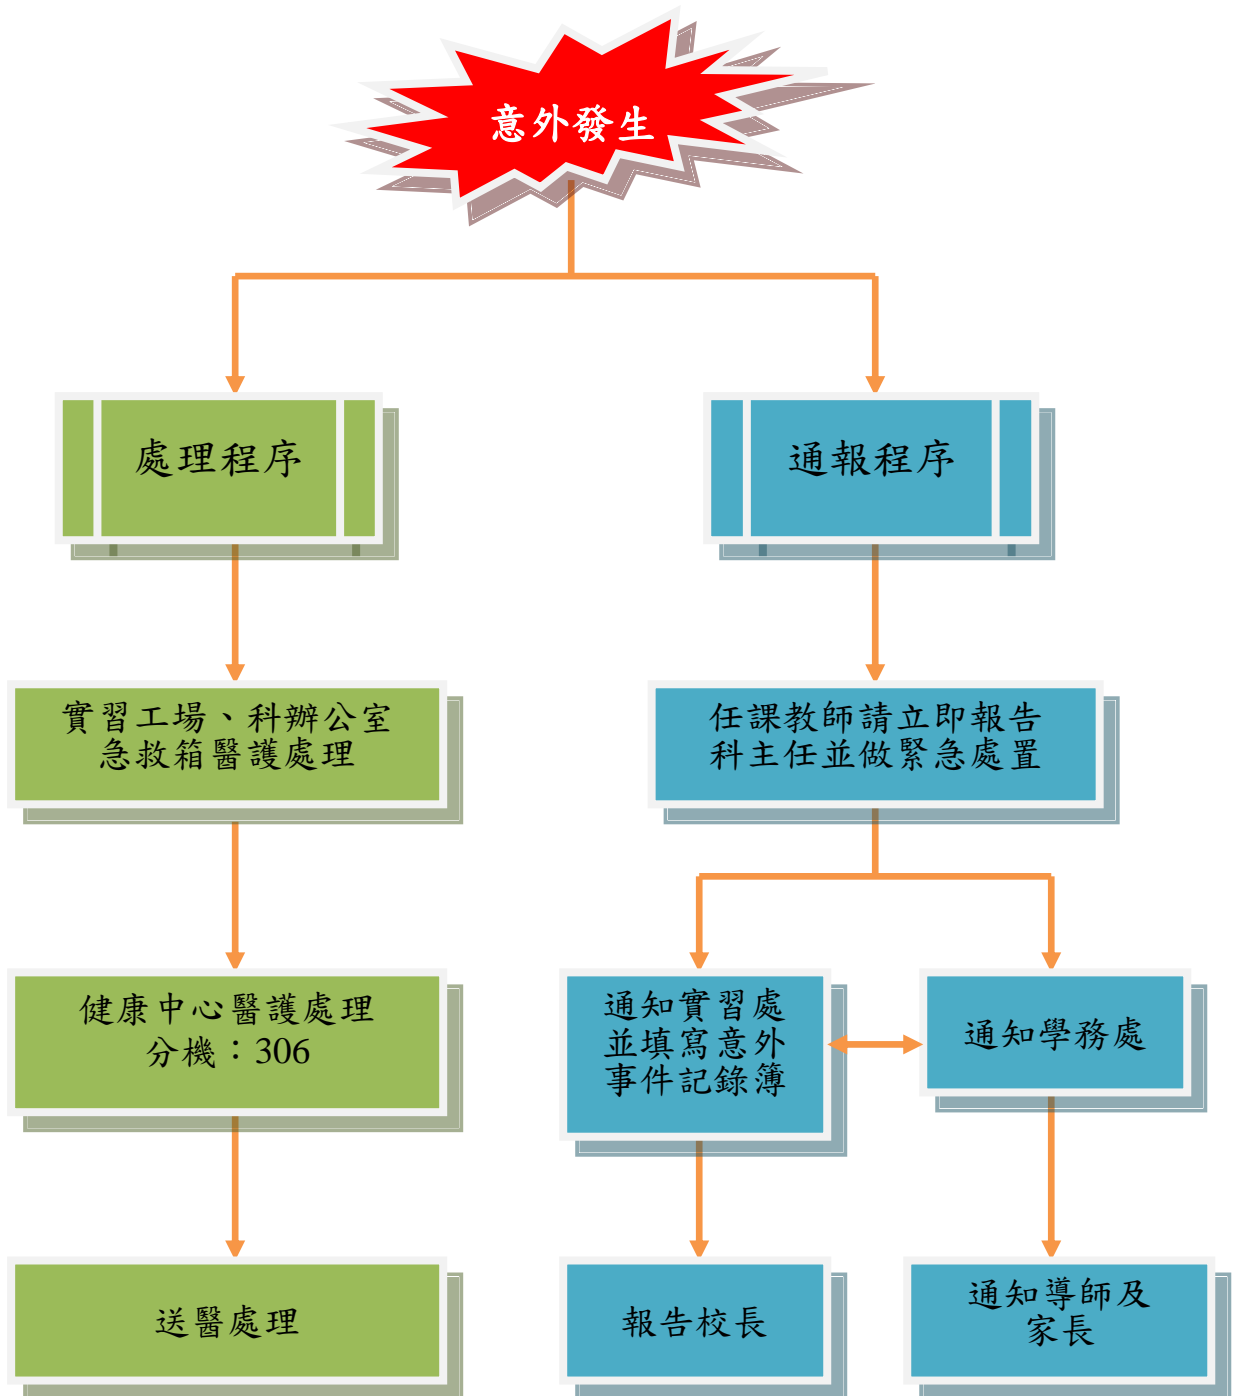 意外發生
處理程序
通報程序
實習工場、科辦公室
急救箱醫護處理
任課教師請立即報告
科主任並做緊急處置
健康中心醫護處理
分機：306
通知實習處
並填寫意外
事件記錄簿
通知學務處
送醫處理
報告校長
通知導師及
家長